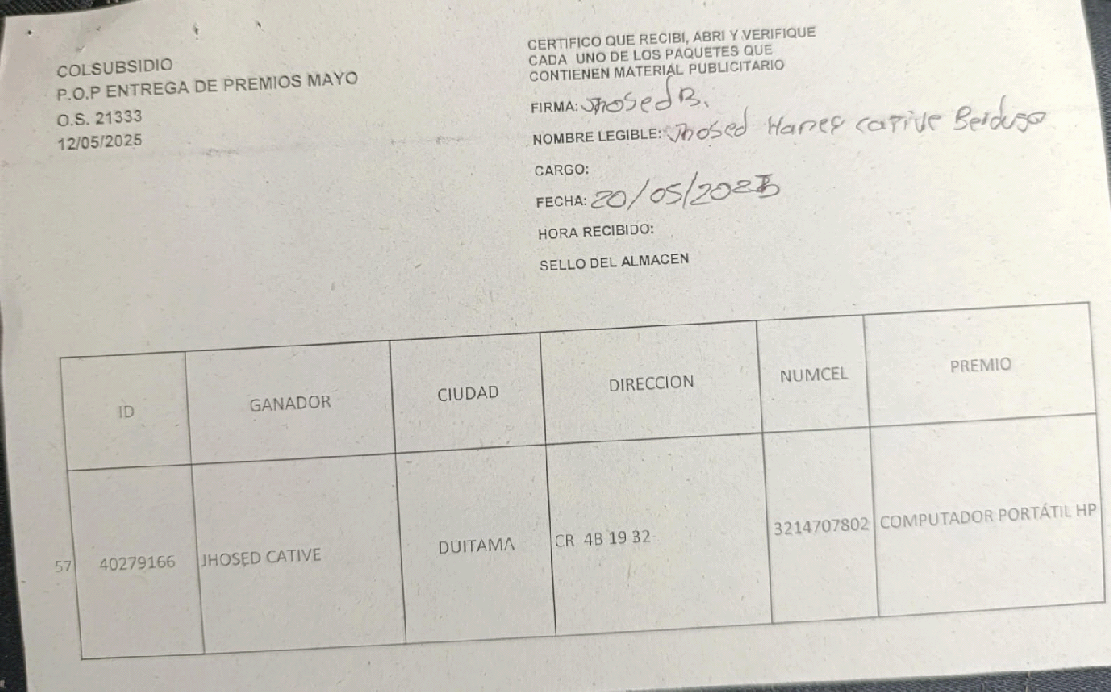 COLSUBSIDIO
P.O.P ENTREGA DE PREMIOS MAYO
O.S. 21333
12/05/2025
CERTIFICO QUE RECIBI, ABRI Y VERIFIQUE
CADA UNO DE LOS PAQUETES QUE
CONTIENEN MATERIAL PUBLICITARIO
FIRMA: Jhosed B.
NOMBRE LEGIBLE: Jhosed Haner cative Berdugo
CARGO:
FECHA: 20/05/2025
HORA RECIBIDO:
SELLO DEL ALMACEN
ID GANADOR CIUDAD DIRECCION NUMCEL PREMIO
57 40279166 JHOSED CATIVE DUITAMA CR 4B 19 32 3214707802 COMPUTADOR PORTÁTIL HP